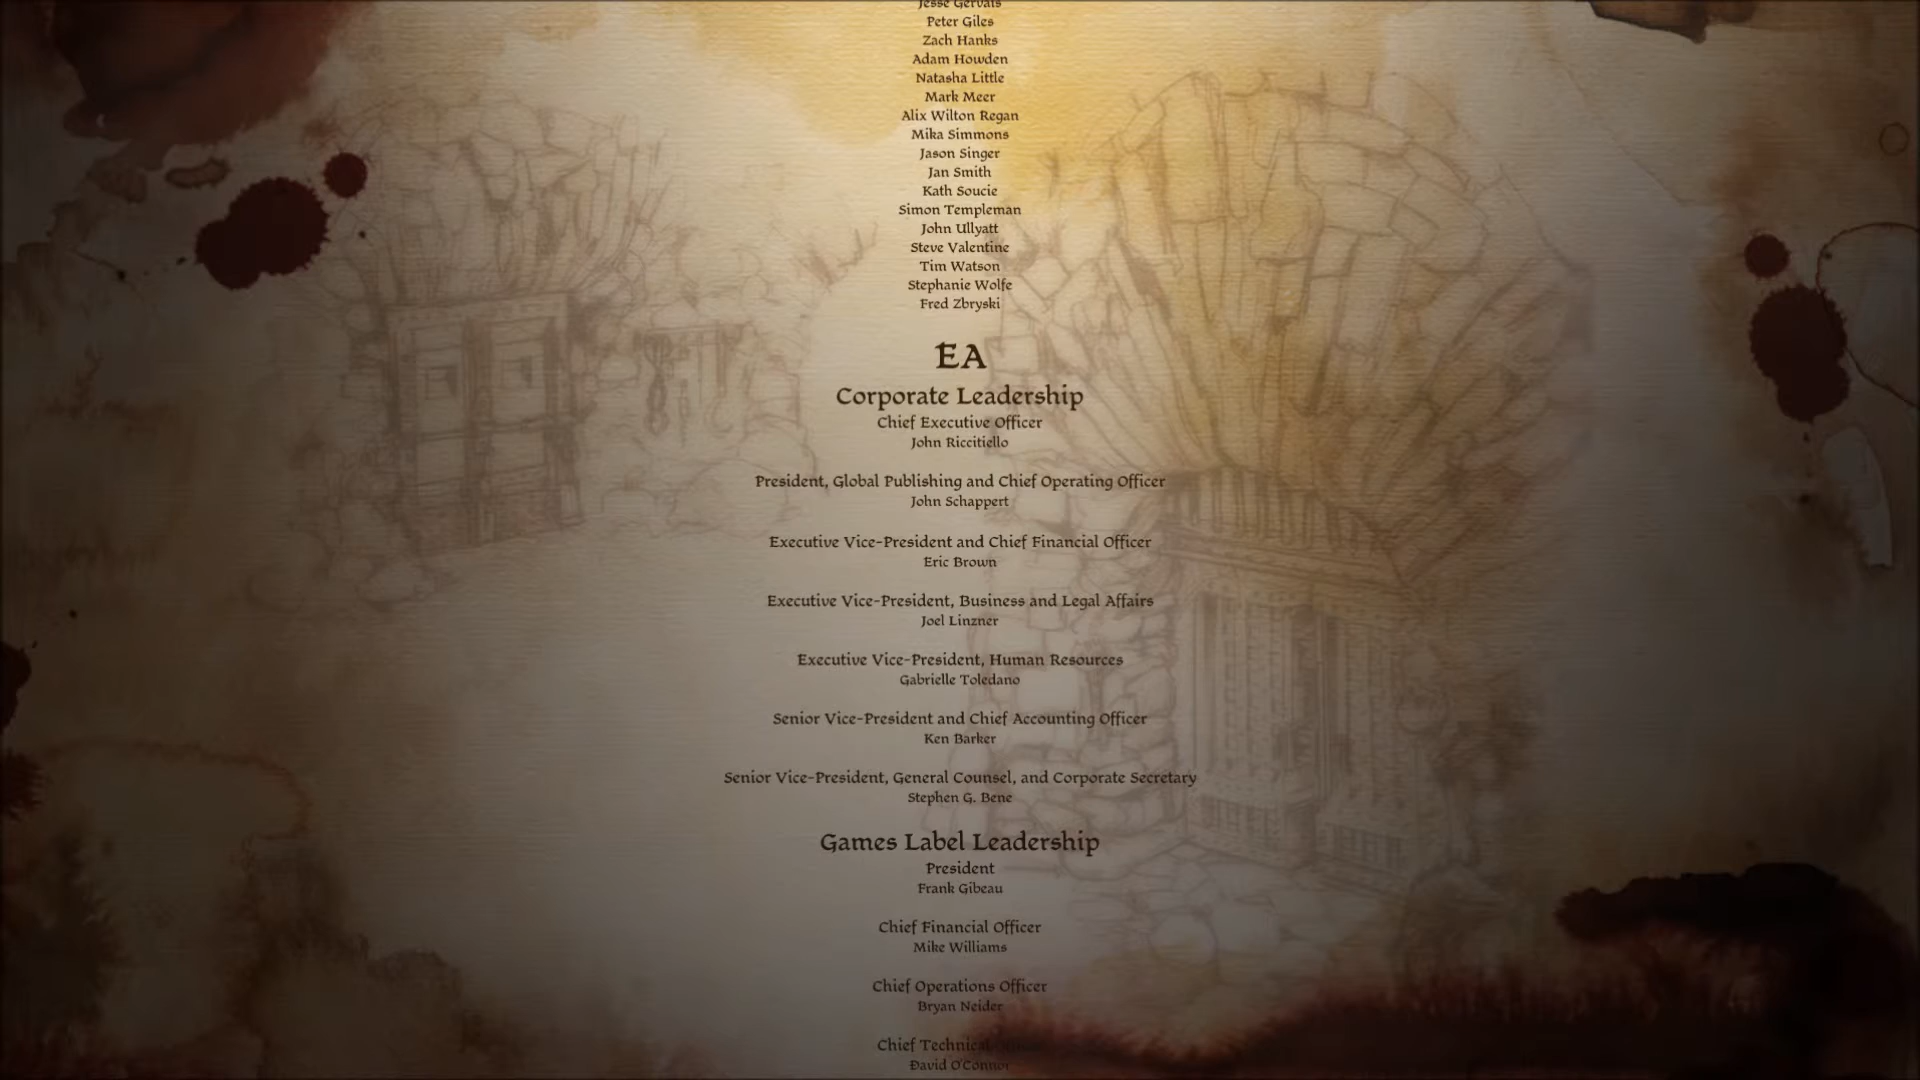 Jesse Gervais
Peter Giles
Zach Hanks
Adam Howden
Natasha Little
Mark Meer
Alix Wilton Regan
Mika Simmons
Jason Singer
Jan Smith
Kath Soucie
Simon Templeman
John Ullyatt
Steve Valentine
Tim Watson
Stephanie Wolfe
Fred Zbryski
EA
Corporate Leadership
Chief Executive Officer
John Riccitiello
President, Global Publishing and Chief Operating Officer
John Schappert
Executive Vice-President and Chief Financial Officer
Eric Brown
Executive Vice-President, Business and Legal Affairs
Joel Linzner
Executive Vice-President, Human Resources
Gabrielle Toledano
Senior Vice-President and Chief Accounting Officer
Ken Barker
Senior Vice-President, General Counsel, and Corporate Secretary
Stephen G. Bene
Games Label Leadership
President
Frank Gibeau
Chief Financial Officer
Mike Williams
Chief Operations Officer
Bryan Neider
Chief Technical
David O'Connor